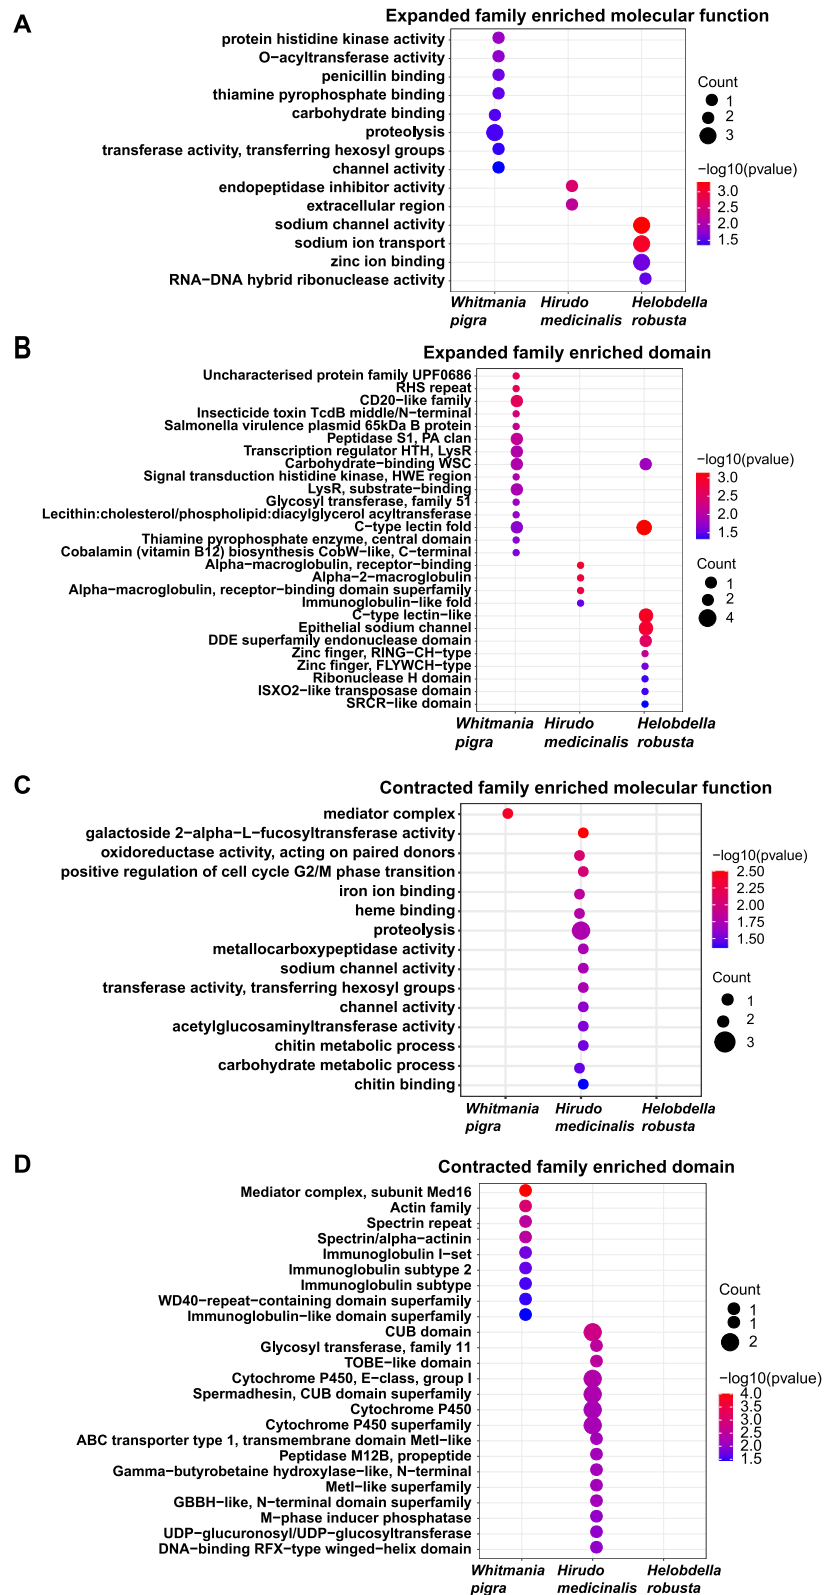 A
Expanded family enriched molecular function
protein histidine kinase activity
O−acyltransferase activity
penicillin binding
thiamine pyrophosphate binding
carbohydrate binding
proteolysis
transferase activity, transferring hexosyl groups
channel activity
endopeptidase inhibitor activity
extracellular region
sodium channel activity
sodium ion transport
zinc ion binding
RNA−DNA hybrid ribonuclease activity
Whitmania pigra
Hirudo medicinalis
Helobdella robusta
Count
1
2
3
−log10(pvalue)
3.0
2.5
2.0
1.5
B
Expanded family enriched domain
Uncharacterised protein family UPF0686
RHS repeat
CD20−like family
Insecticide toxin TcdB middle/N−terminal
Salmonella virulence plasmid 65kDa B protein
Peptidase S1, PA clan
Transcription regulator HTH, LysR
Carbohydrate−binding WSC
Signal transduction histidine kinase, HWE region
LysR, substrate−binding
Glycosyl transferase, family 51
Lecithin:cholesterol/phospholipid:diacylglycerol acyltransferase
C−type lectin fold
Thiamine pyrophosphate enzyme, central domain
Cobalamin (vitamin B12) biosynthesis CobW−like, C−terminal
Alpha−macroglobulin, receptor−binding
Alpha−2−macroglobulin
Alpha−macroglobulin, receptor−binding domain superfamily
Immunoglobulin−like fold
C−type lectin−like
Epithelial sodium channel
DDE superfamily endonuclease domain
Zinc finger, RING−CH−type
Zinc finger, FLYWCH−type
Ribonuclease H domain
ISXO2−like transposase domain
SRCR−like domain
Whitmania pigra
Hirudo medicinalis
Helobdella robusta
−log10(pvalue)
3.0
2.5
2.0
1.5
Count
1
2
4
C
Contracted family enriched molecular function
mediator complex
galactoside 2−alpha−L−fucosyltransferase activity
oxidoreductase activity, acting on paired donors
positive regulation of cell cycle G2/M phase transition
iron ion binding
heme binding
proteolysis
metallocarboxypeptidase activity
sodium channel activity
transferase activity, transferring hexosyl groups
channel activity
acetylglucosaminyltransferase activity
chitin metabolic process
carbohydrate metabolic process
chitin binding
Whitmania pigra
Hirudo medicinalis
Helobdella robusta
−log10(pvalue)
2.50
2.00
1.75
1.50
Count
1
2
3
D
Contracted family enriched domain
Mediator complex, subunit Med16
Actin family
Spectrin repeat
Spectrin/alpha−actinin
Immunoglobulin I−set
Immunoglobulin subtype 2
Immunoglobulin subtype
WD40−repeat−containing domain superfamily
Immunoglobulin−like domain superfamily
CUB domain
Glycosyl transferase, family 11
TOBE−like domain
Cytochrome P450, E−class, group I
Spermadhesin, CUB domain superfamily
Cytochrome P450
Cytochrome P450 superfamily
ABC transporter type 1, transmembrane domain MetI−like
Peptidase M12B, propeptide
Gamma−butyrobetaine hydroxylase−like, N−terminal
MetI−like superfamily
GBBH−like, N−terminal domain superfamily
M−phase inducer phosphatase
UDP−glucuronosyl/UDP−glucosyltransferase
DNA−binding RFX−type winged−helix domain
Whitmania pigra
Hirudo medicinalis
Helobdella robusta
Count
1
1
2
−log10(pvalue)
4.0
3.5
3.0
2.5
2.0
1.5